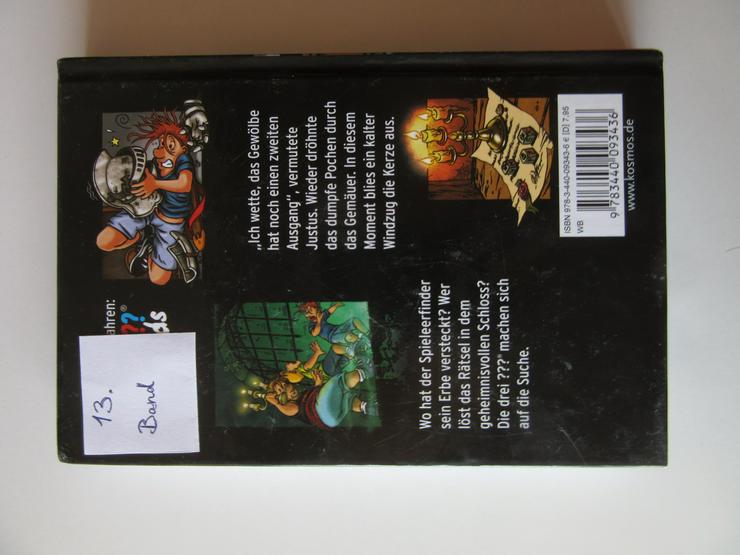 13.
Band
ahren:
??®
ds
„Ich wette, das Gewölbe
hat noch einen zweiten
Ausgang“, vermutete
Justus. Wieder dröhnte
das dumpfe Pochen durch
das Gemäuer. In diesem
Moment blies ein kalter
Windzug die Kerze aus.
Wo hat der Spieleerfinder
sein Erbe versteckt? Wer
löst das Rätsel in dem
geheimnisvollen Schloss?
Die drei ???® machen sich
auf die Suche.
ISBN 978-3-440-09343-6 € [D] 7.95
WB
9 783440 093436
www.kosmos.de